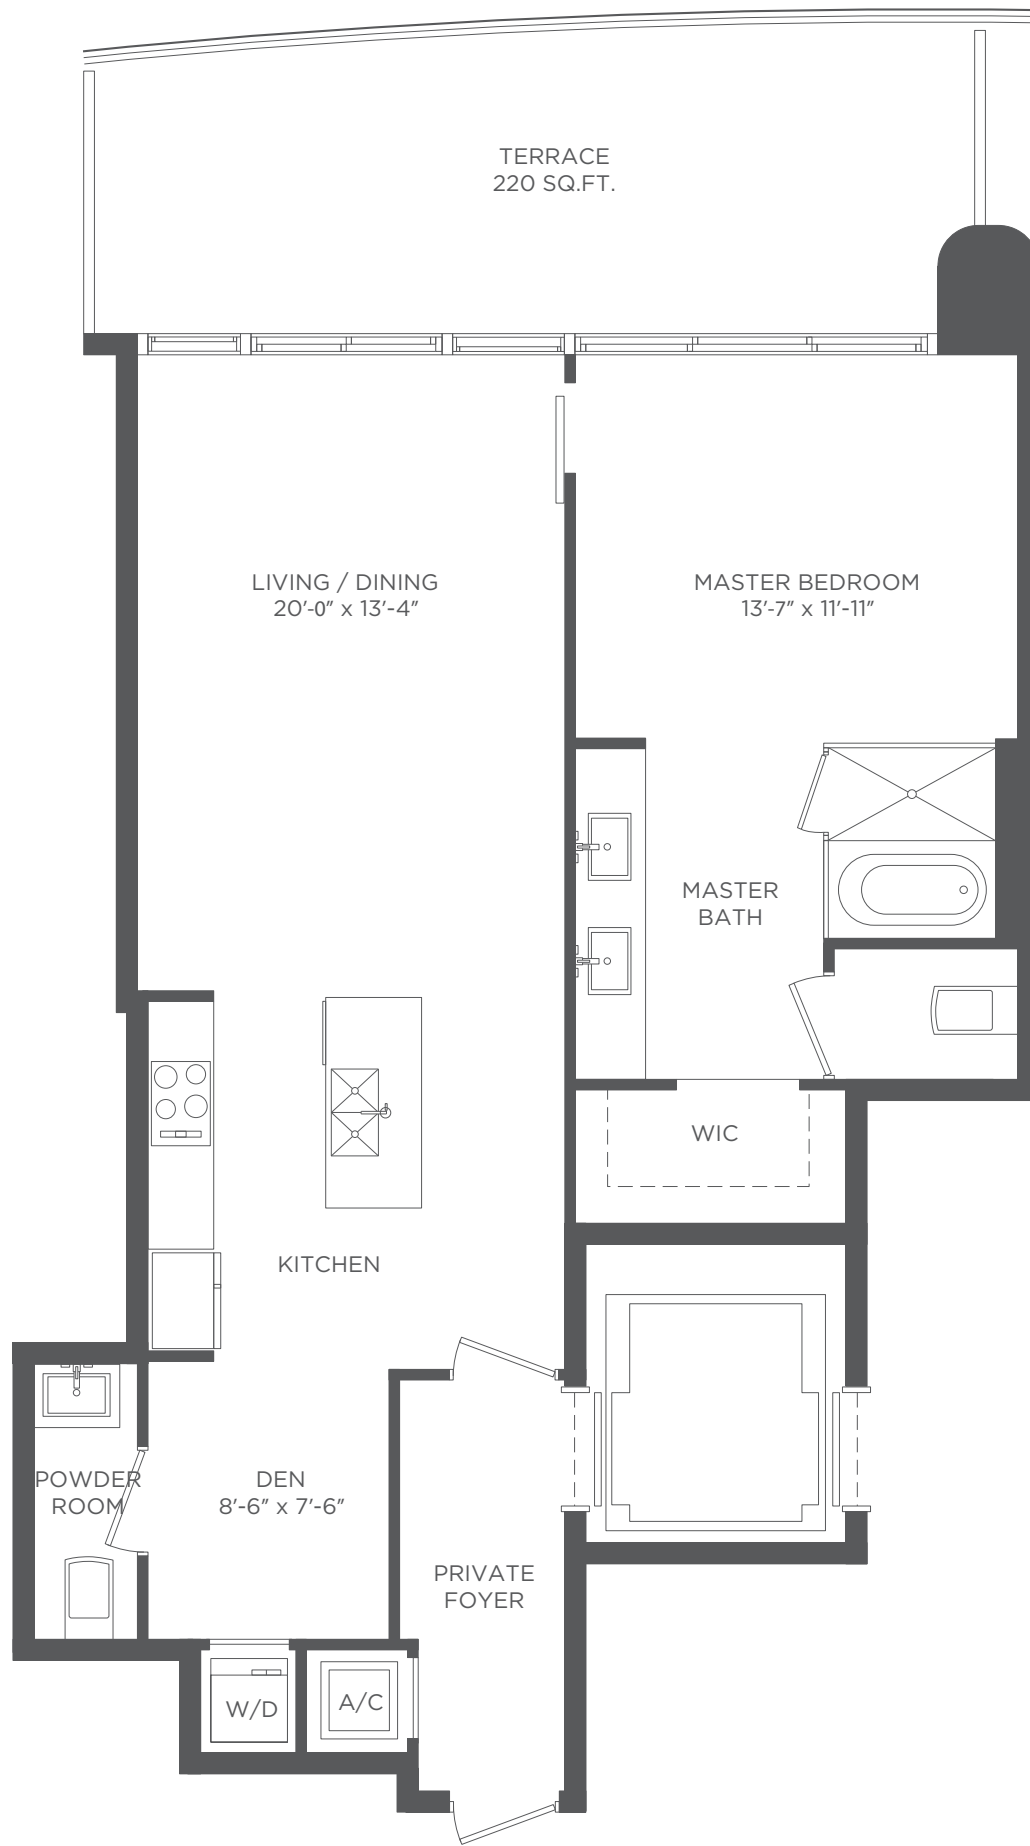 TERRACE
220 SQ.FT.
LIVING / DINING
20'-0" x 13'-4"
MASTER BEDROOM
13'-7" x 11'-11"
MASTER
BATH
WIC
KITCHEN
POWDER
ROOM
DEN
8'-6" x 7'-6"
PRIVATE
FOYER
W/D
A/C